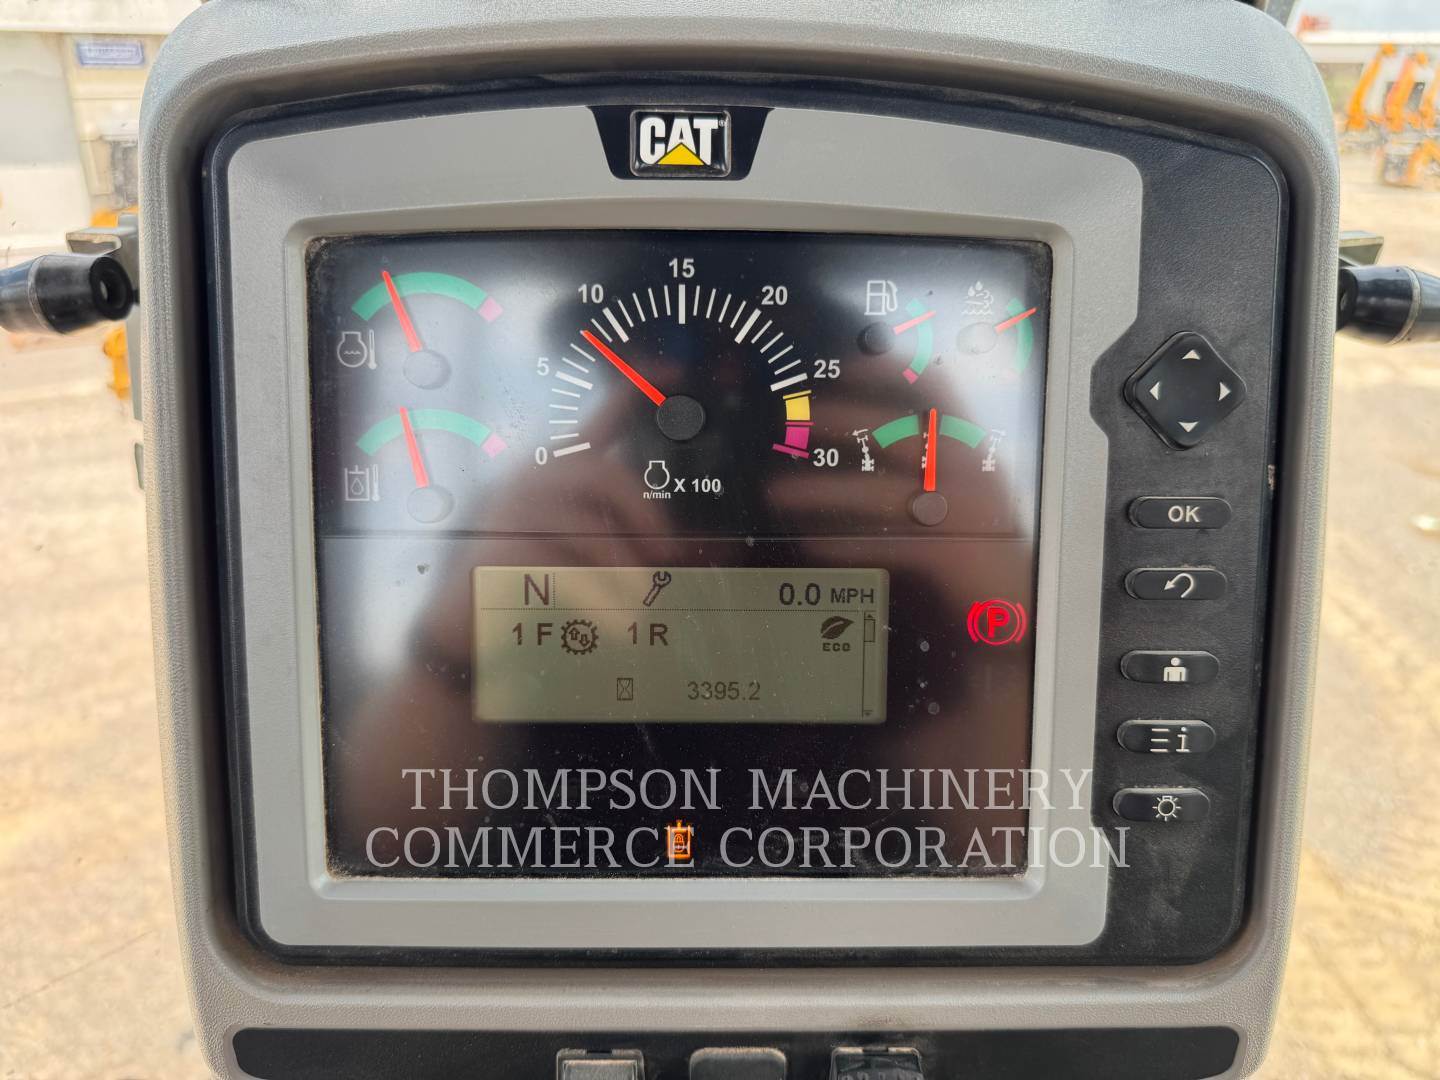 CAT
15
10
20
5
25
0
30
n/min X 100
OK
N
0.0 MPH
1 F
1 R
ECO
3395.2
P
i
THOMPSON MACHINERY
COMMERCE CORPORATION